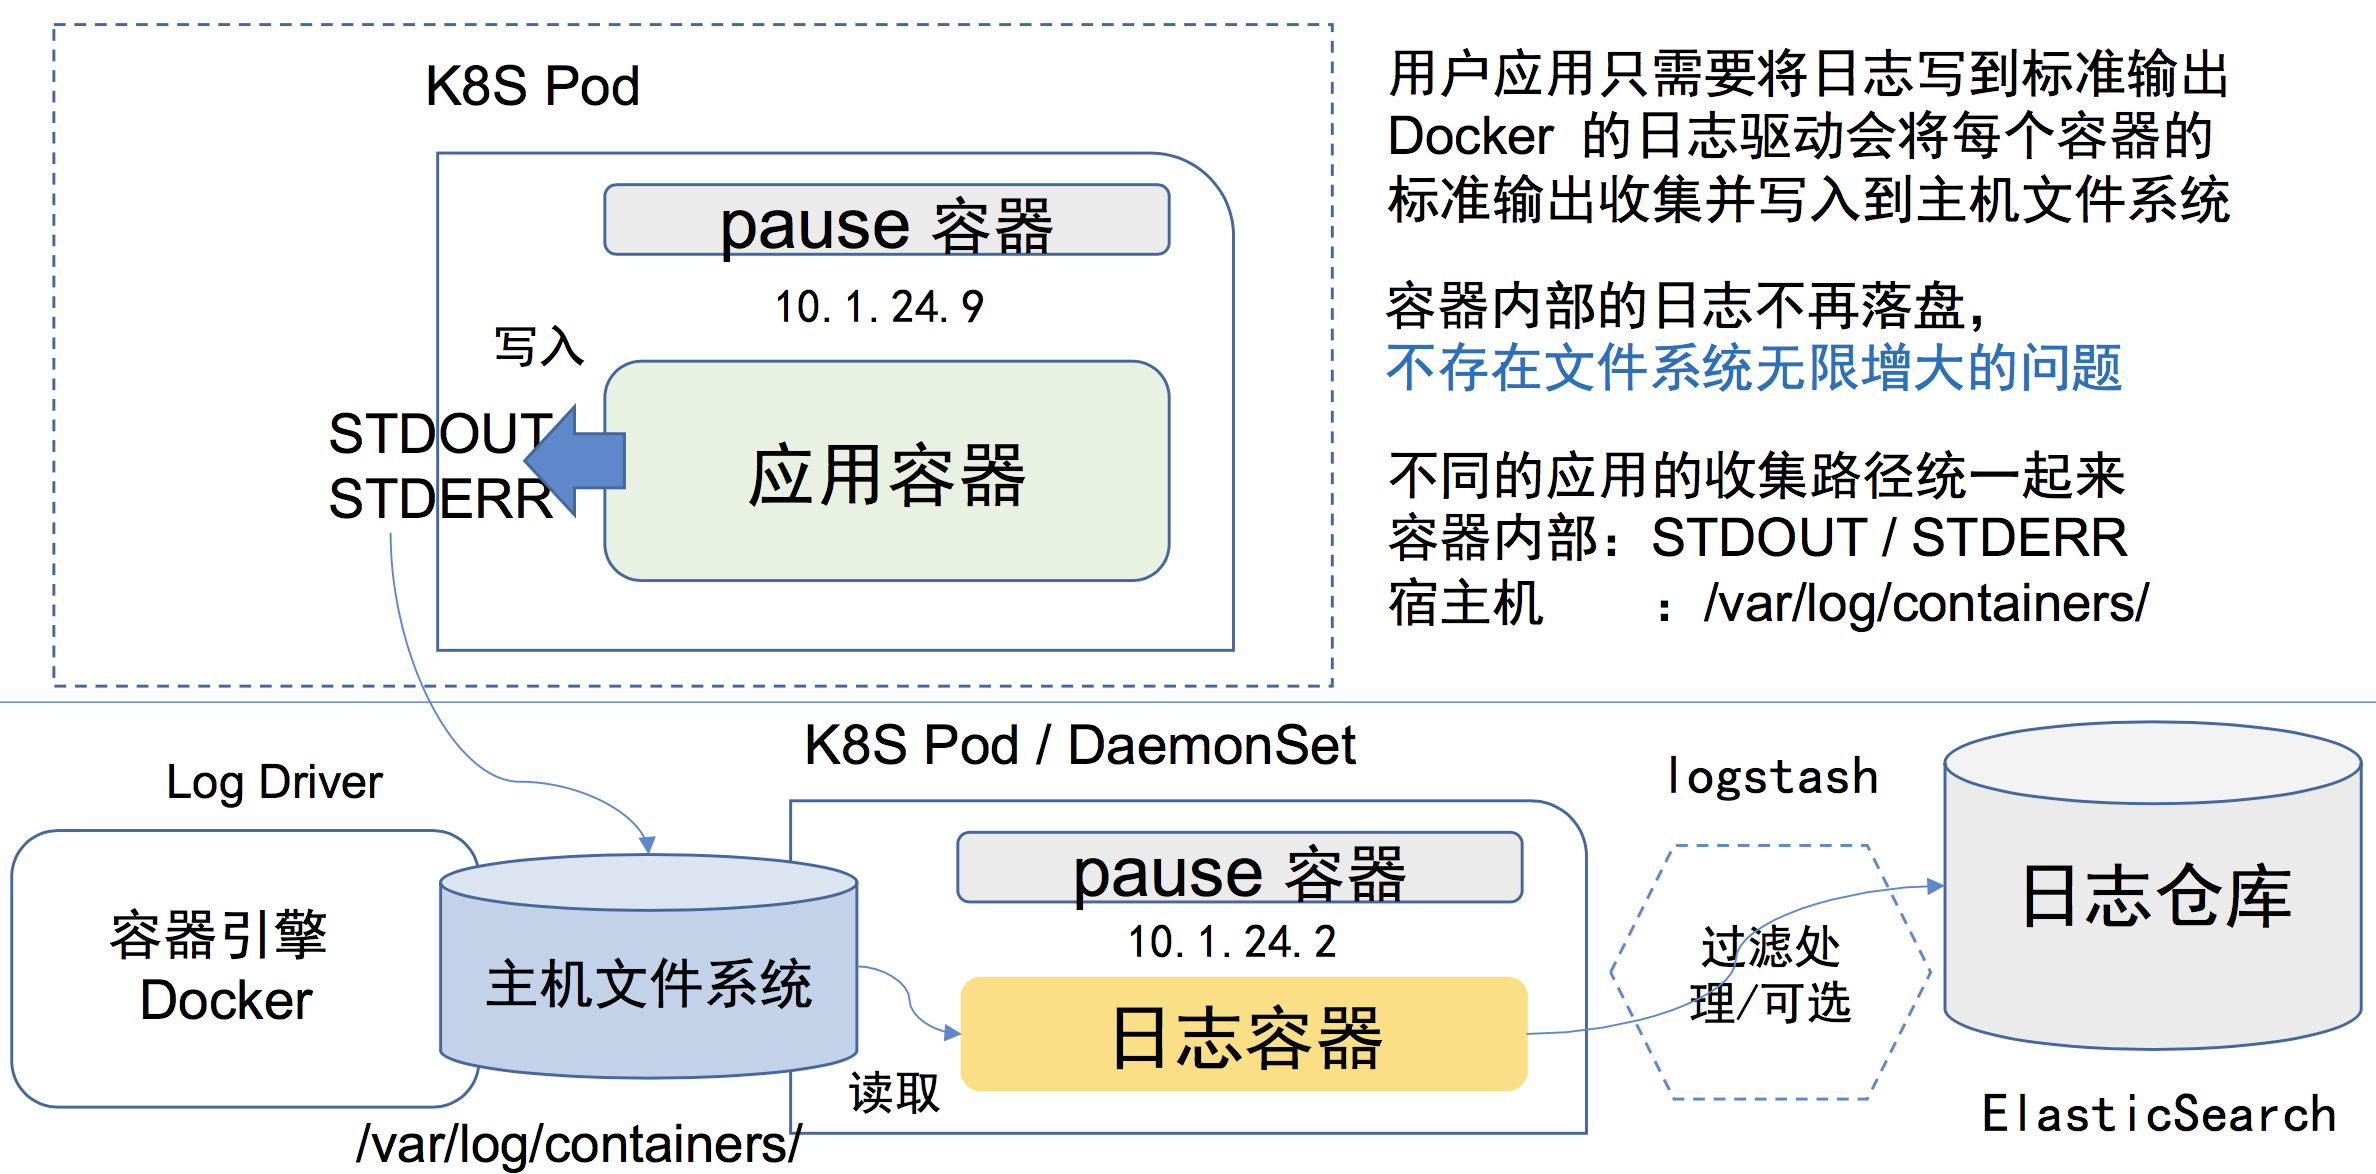 K8S Pod
pause 容器
10.1.24.9
写入
STDOUT
STDERR
应用容器
用户应用只需要将日志写到标准输出
Docker 的日志驱动会将每个容器的
标准输出收集并写入到主机文件系统
容器内部的日志不再落盘，
不存在文件系统无限增大的问题
不同的应用的收集路径统一起来
容器内部：STDOUT / STDERR
宿主机 ：/var/log/containers/
Log Driver
容器引擎
Docker
主机文件系统
/var/log/containers/
读取
K8S Pod / DaemonSet
pause 容器
10.1.24.2
日志容器
logstash
过滤处
理/可选
日志仓库
ElasticSearch